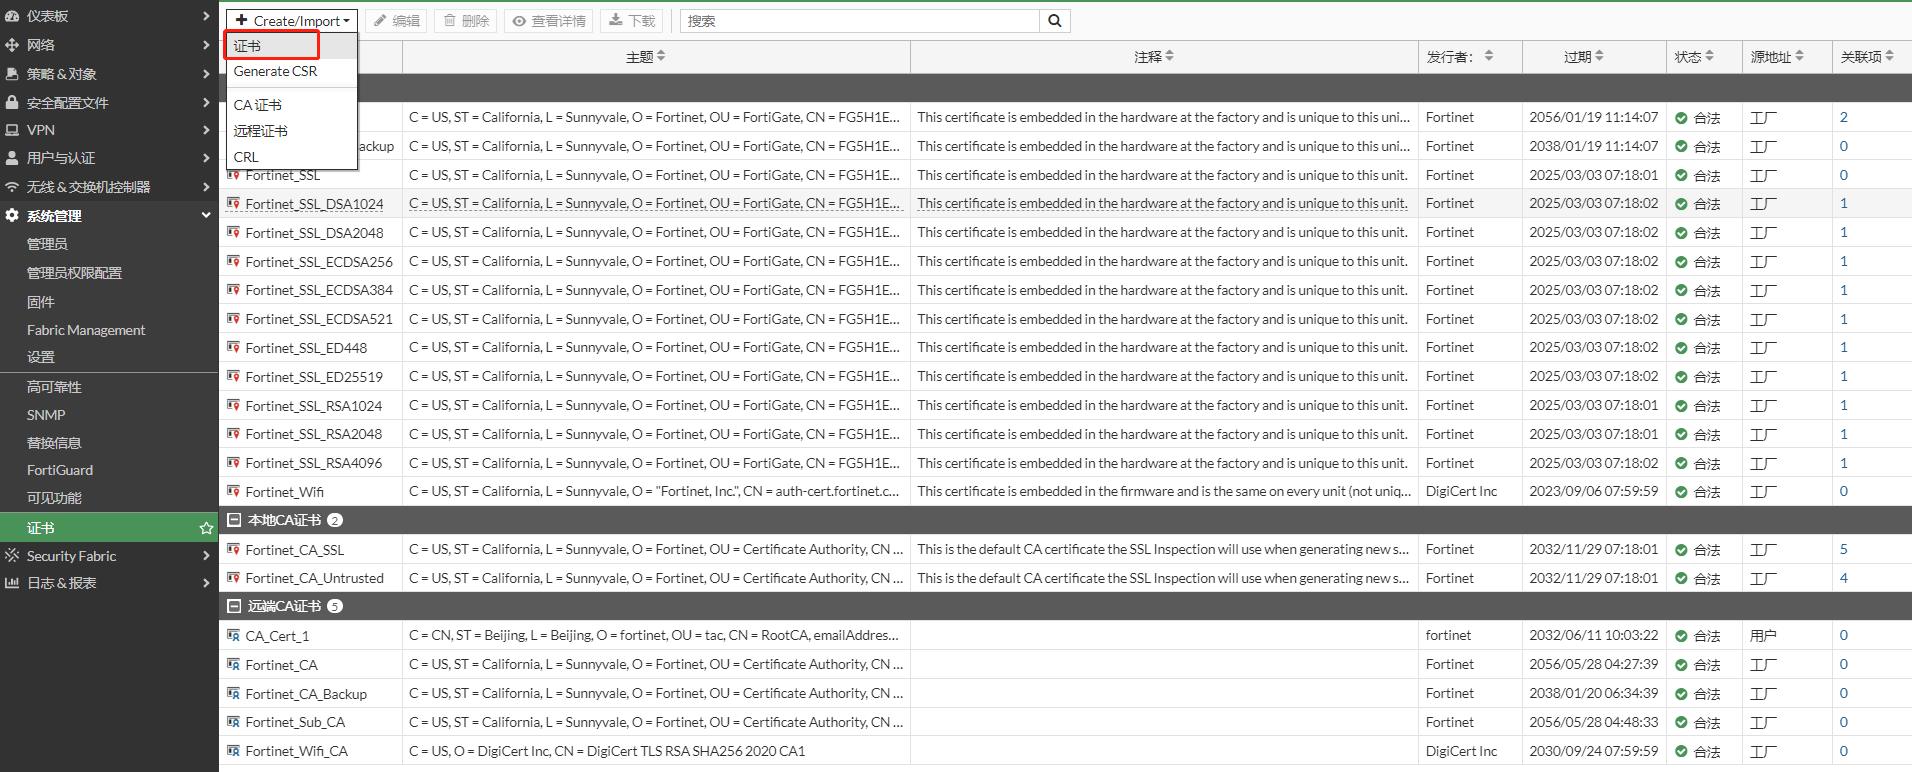 仪表板
网络
策略 & 对象
安全配置文件
VPN
用户与认证
无线 & 交换机控制器
系统管理
管理员
管理员权限配置
固件
Fabric Management
设置
高可靠性
SNMP
替换信息
FortiGuard
可见功能
证书
Security Fabric
日志 & 报表
Create/Import 编辑 删除 查看详情 下载 搜索
证书
Generate CSR
CA 证书
远程证书
CRL
主题 注释 发行者： 过期 状态 源地址 关联项
C = US, ST = California, L = Sunnyvale, O = Fortinet, OU = FortiGate, CN = FG5H1E... This certificate is embedded in the hardware at the factory and is unique to this uni... Fortinet 2056/01/19 11:14:07 合法 工厂 2
ackup C = US, ST = California, L = Sunnyvale, O = Fortinet, OU = FortiGate, CN = FG5H1E... This certificate is embedded in the hardware at the factory and is unique to this uni... Fortinet 2038/01/19 11:14:07 合法 工厂 0
Fortinet_SSL C = US, ST = California, L = Sunnyvale, O = Fortinet, OU = FortiGate, CN = FG5H1E... This certificate is embedded in the hardware at the factory and is unique to this unit. Fortinet 2025/03/03 07:18:01 合法 工厂 0
Fortinet_SSL_DSA1024 C = US, ST = California, L = Sunnyvale, O = Fortinet, OU = FortiGate, CN = FG5H1E... This certificate is embedded in the hardware at the factory and is unique to this unit. Fortinet 2025/03/03 07:18:02 合法 工厂 1
Fortinet_SSL_DSA2048 C = US, ST = California, L = Sunnyvale, O = Fortinet, OU = FortiGate, CN = FG5H1E... This certificate is embedded in the hardware at the factory and is unique to this unit. Fortinet 2025/03/03 07:18:02 合法 工厂 1
Fortinet_SSL_ECDSA256 C = US, ST = California, L = Sunnyvale, O = Fortinet, OU = FortiGate, CN = FG5H1E... This certificate is embedded in the hardware at the factory and is unique to this unit. Fortinet 2025/03/03 07:18:02 合法 工厂 1
Fortinet_SSL_ECDSA384 C = US, ST = California, L = Sunnyvale, O = Fortinet, OU = FortiGate, CN = FG5H1E... This certificate is embedded in the hardware at the factory and is unique to this unit. Fortinet 2025/03/03 07:18:02 合法 工厂 1
Fortinet_SSL_ECDSA521 C = US, ST = California, L = Sunnyvale, O = Fortinet, OU = FortiGate, CN = FG5H1E... This certificate is embedded in the hardware at the factory and is unique to this unit. Fortinet 2025/03/03 07:18:02 合法 工厂 1
Fortinet_SSL_ED448 C = US, ST = California, L = Sunnyvale, O = Fortinet, OU = FortiGate, CN = FG5H1E... This certificate is embedded in the hardware at the factory and is unique to this unit. Fortinet 2025/03/03 07:18:02 合法 工厂 1
Fortinet_SSL_ED25519 C = US, ST = California, L = Sunnyvale, O = Fortinet, OU = FortiGate, CN = FG5H1E... This certificate is embedded in the hardware at the factory and is unique to this unit. Fortinet 2025/03/03 07:18:02 合法 工厂 1
Fortinet_SSL_RSA1024 C = US, ST = California, L = Sunnyvale, O = Fortinet, OU = FortiGate, CN = FG5H1E... This certificate is embedded in the hardware at the factory and is unique to this unit. Fortinet 2025/03/03 07:18:01 合法 工厂 1
Fortinet_SSL_RSA2048 C = US, ST = California, L = Sunnyvale, O = Fortinet, OU = FortiGate, CN = FG5H1E... This certificate is embedded in the hardware at the factory and is unique to this unit. Fortinet 2025/03/03 07:18:01 合法 工厂 1
Fortinet_SSL_RSA4096 C = US, ST = California, L = Sunnyvale, O = Fortinet, OU = FortiGate, CN = FG5H1E... This certificate is embedded in the hardware at the factory and is unique to this unit. Fortinet 2025/03/03 07:18:02 合法 工厂 1
Fortinet_Wifi C = US, ST = California, L = Sunnyvale, O = "Fortinet, Inc.", CN = auth-cert.fortinet.c... This certificate is embedded in the firmware and is the same on every unit (not uniq... DigiCert Inc 2023/09/06 07:59:59 合法 工厂 0
本地CA证书 2
Fortinet_CA_SSL C = US, ST = California, L = Sunnyvale, O = Fortinet, OU = Certificate Authority, CN ... This is the default CA certificate the SSL Inspection will use when generating new s... Fortinet 2032/11/29 07:18:01 合法 工厂 5
Fortinet_CA_Untrusted C = US, ST = California, L = Sunnyvale, O = Fortinet, OU = Certificate Authority, CN ... This is the default CA certificate the SSL Inspection will use when generating new s... Fortinet 2032/11/29 07:18:01 合法 工厂 4
远端CA证书 5
CA_Cert_1 C = CN, ST = Beijing, L = Beijing, O = fortinet, OU = tac, CN = RootCA, emailAddres... fortinet 2032/06/11 10:03:22 合法 用户 0
Fortinet_CA C = US, ST = California, L = Sunnyvale, O = Fortinet, OU = Certificate Authority, CN ... Fortinet 2056/05/28 04:27:39 合法 工厂 0
Fortinet_CA_Backup C = US, ST = California, L = Sunnyvale, O = Fortinet, OU = Certificate Authority, CN ... Fortinet 2038/01/20 06:34:39 合法 工厂 0
Fortinet_Sub_CA C = US, ST = California, L = Sunnyvale, O = Fortinet, OU = Certificate Authority, CN ... Fortinet 2056/05/28 04:48:33 合法 工厂 0
Fortinet_Wifi_CA C = US, O = DigiCert Inc, CN = DigiCert TLS RSA SHA256 2020 CA1 DigiCert Inc 2030/09/24 07:59:59 合法 工厂 0